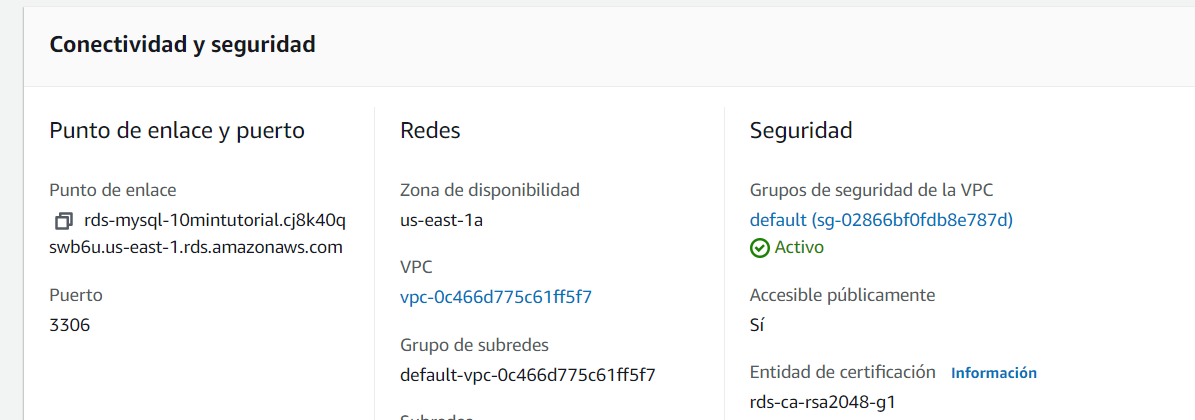 Conectividad y seguridad
Punto de enlace y puerto
Punto de enlace
rds-mysql-10mintutorial.cj8k40q
swb6u.us-east-1.rds.amazonaws.com
Puerto
3306
Redes
Zona de disponibilidad
us-east-1a
VPC
vpc-0c466d775c61ff5f7
Grupo de subredes
default-vpc-0c466d775c61ff5f7
Subredes
Seguridad
Grupos de seguridad de la VPC
default (sg-02866bf0fdb8e787d)
Activo
Accesible públicamente
Sí
Entidad de certificación Información
rds-ca-rsa2048-g1